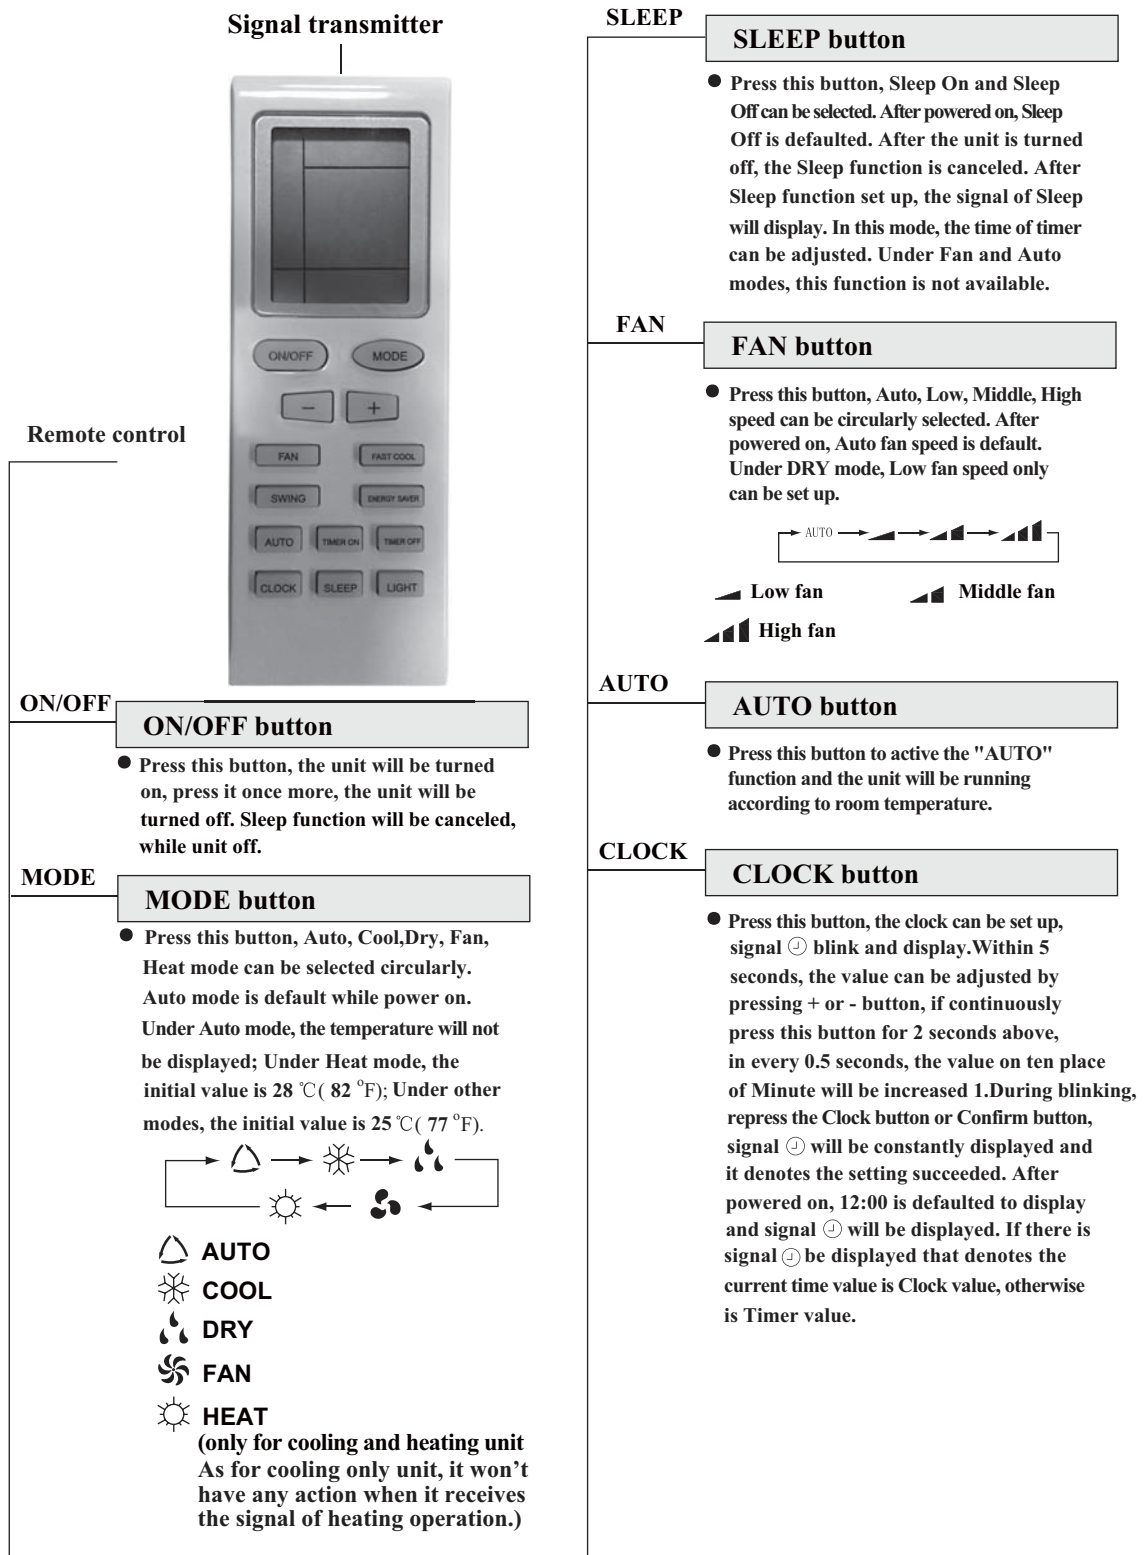 Signal transmitter
ON/OFF
MODE
−
+
FAN
FAST COOL
SWING
ENERGY SAVER
AUTO
TIMER ON
TIMER OFF
CLOCK
SLEEP
LIGHT
Remote control
ON/OFF
ON/OFF button
● Press this button, the unit will be turned
on, press it once more, the unit will be
turned off. Sleep function will be canceled,
while unit off.
MODE
MODE button
● Press this button, Auto, Cool,Dry, Fan,
Heat mode can be selected circularly.
Auto mode is default while power on.
Under Auto mode, the temperature will not
be displayed; Under Heat mode, the
initial value is 28 ℃( 82 °F); Under other
modes, the initial value is 25 ℃( 77 °F).
AUTO
COOL
DRY
FAN
HEAT
(only for cooling and heating unit
As for cooling only unit, it won’t
have any action when it receives
the signal of heating operation.)
SLEEP
SLEEP button
● Press this button, Sleep On and Sleep
Off can be selected. After powered on, Sleep
Off is defaulted. After the unit is turned
off, the Sleep function is canceled. After
Sleep function set up, the signal of Sleep
will display. In this mode, the time of timer
can be adjusted. Under Fan and Auto
modes, this function is not available.
FAN
FAN button
● Press this button, Auto, Low, Middle, High
speed can be circularly selected. After
powered on, Auto fan speed is default.
Under DRY mode, Low fan speed only
can be set up.
AUTO
Low fan
Middle fan
High fan
AUTO
AUTO button
● Press this button to active the "AUTO"
function and the unit will be running
according to room temperature.
CLOCK
CLOCK button
● Press this button, the clock can be set up,
signal blink and display.Within 5
seconds, the value can be adjusted by
pressing + or - button, if continuously
press this button for 2 seconds above,
in every 0.5 seconds, the value on ten place
of Minute will be increased 1.During blinking,
repress the Clock button or Confirm button,
signal will be constantly displayed and
it denotes the setting succeeded. After
powered on, 12:00 is defaulted to display
and signal will be displayed. If there is
signal be displayed that denotes the
current time value is Clock value, otherwise
is Timer value.